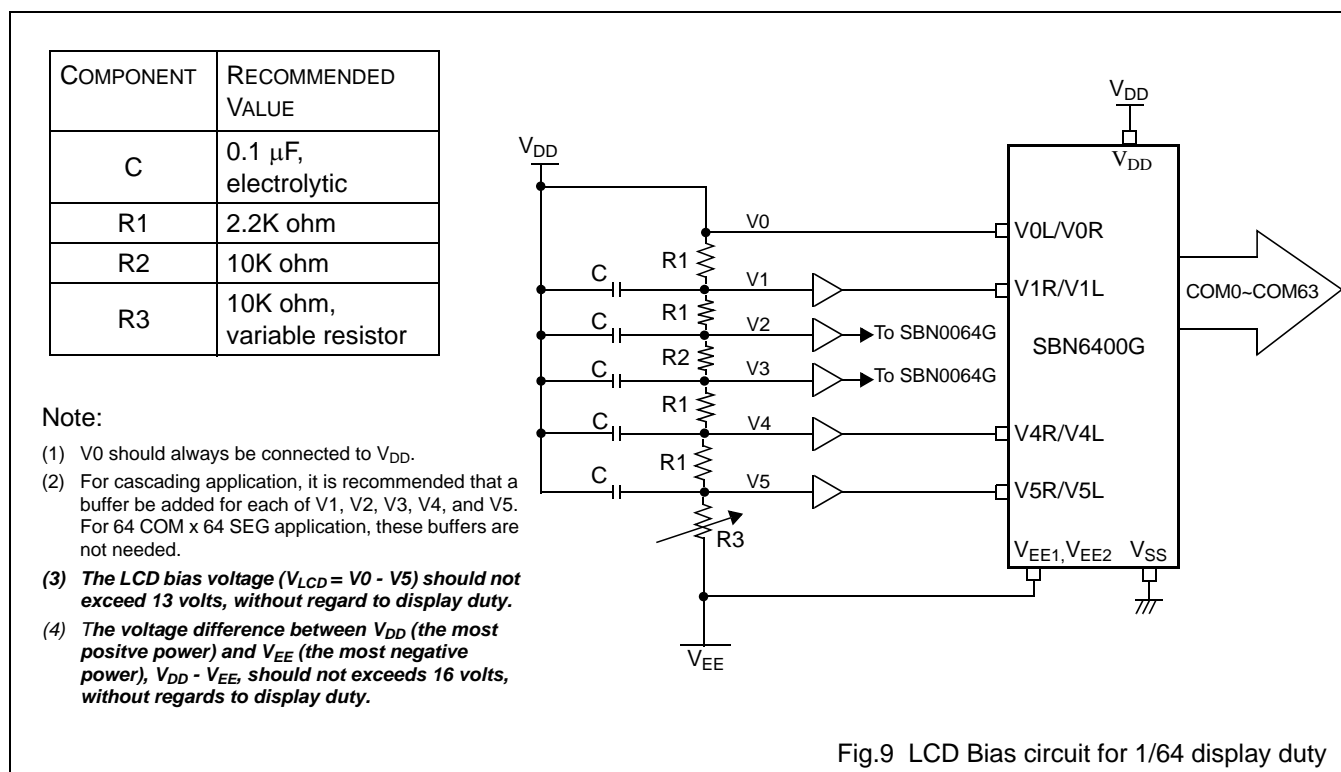 COMPONENT RECOMMENDED
VALUE
C 0.1 μF,
electrolytic
R1 2.2K ohm
R2 10K ohm
R3 10K ohm,
variable resistor
Note:
(1) V0 should always be connected to VDD.
(2) For cascading application, it is recommended that a
buffer be added for each of V1, V2, V3, V4, and V5.
For 64 COM x 64 SEG application, these buffers are
not needed.
(3) The LCD bias voltage (VLCD = V0 - V5) should not
exceed 13 volts, without regard to display duty.
(4) The voltage difference between VDD (the most
positve power) and VEE (the most negative
power), VDD - VEE, should not exceeds 16 volts,
without regards to display duty.
VDD
VDD
VDD
V0
V0L/V0R
R1
C
V1
V1R/V1L
COM0~COM63
R1
C
V2
To SBN0064G
SBN6400G
R2
C
V3
To SBN0064G
R1
C
V4
V4R/V4L
R1
C
V5
V5R/V5L
R3
VEE1, VEE2
VSS
VEE
Fig.9 LCD Bias circuit for 1/64 display duty